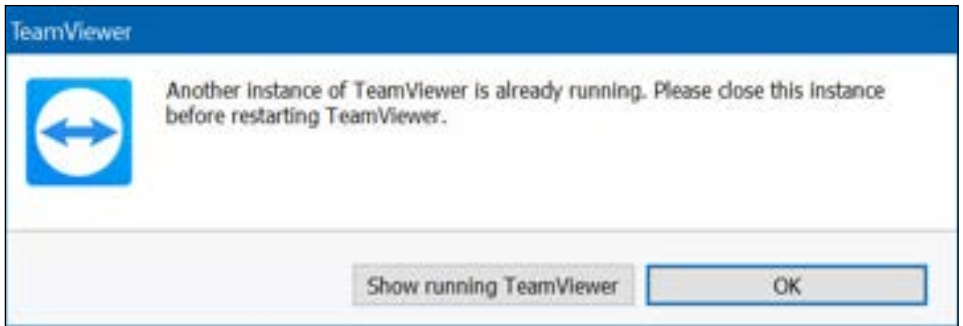 TeamViewer
Another instance of TeamViewer is already running. Please close this instance
before restarting TeamViewer.
Show running TeamViewer
OK